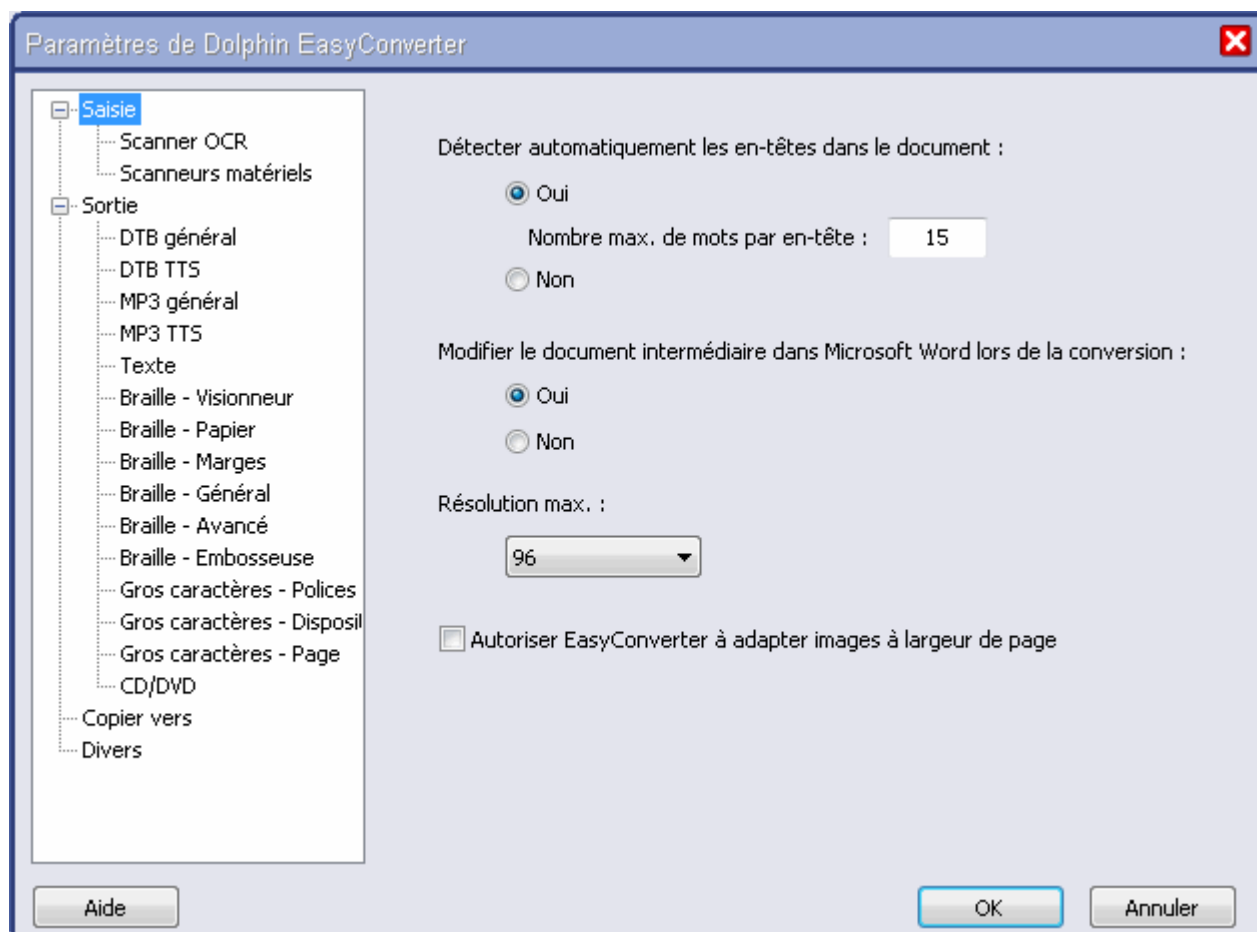 Paramètres de Dolphin EasyConverter
Saisie
Scanner OCR
Scanneurs matériels
Sortie
DTB général
DTB TTS
MP3 général
MP3 TTS
Texte
Braille - Visionneur
Braille - Papier
Braille - Marges
Braille - Général
Braille - Avancé
Braille - Embosseuse
Gros caractères - Polices
Gros caractères - Disposit
Gros caractères - Page
CD/DVD
Copier vers
Divers
Détecter automatiquement les en-têtes dans le document :
Oui
Nombre max. de mots par en-tête : 15
Non
Modifier le document intermédiaire dans Microsoft Word lors de la conversion :
Oui
Non
Résolution max. :
96
Autoriser EasyConverter à adapter images à largeur de page
Aide
OK
Annuler